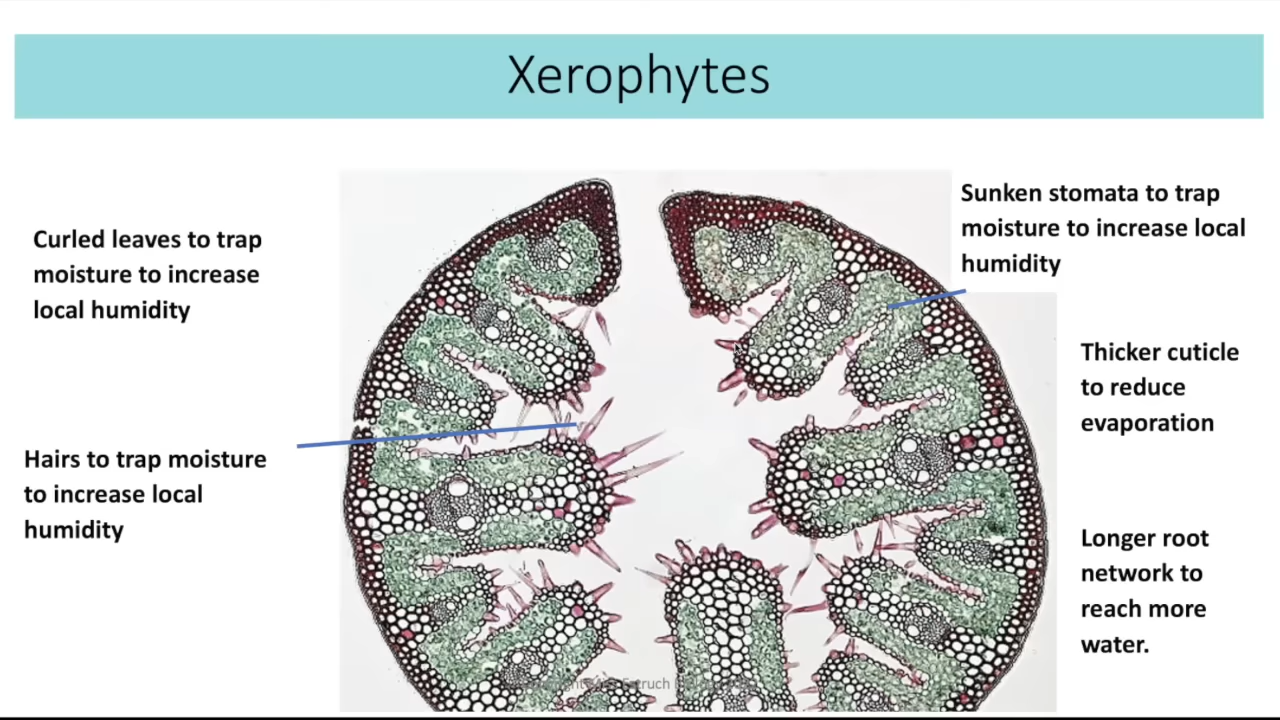 Xerophytes
Curled leaves to trap
moisture to increase
local humidity
Hairs to trap moisture
to increase local
humidity
Sunken stomata to trap
moisture to increase local
humidity
Thicker cuticle
to reduce
evaporation
Longer root
network to
reach more
water.